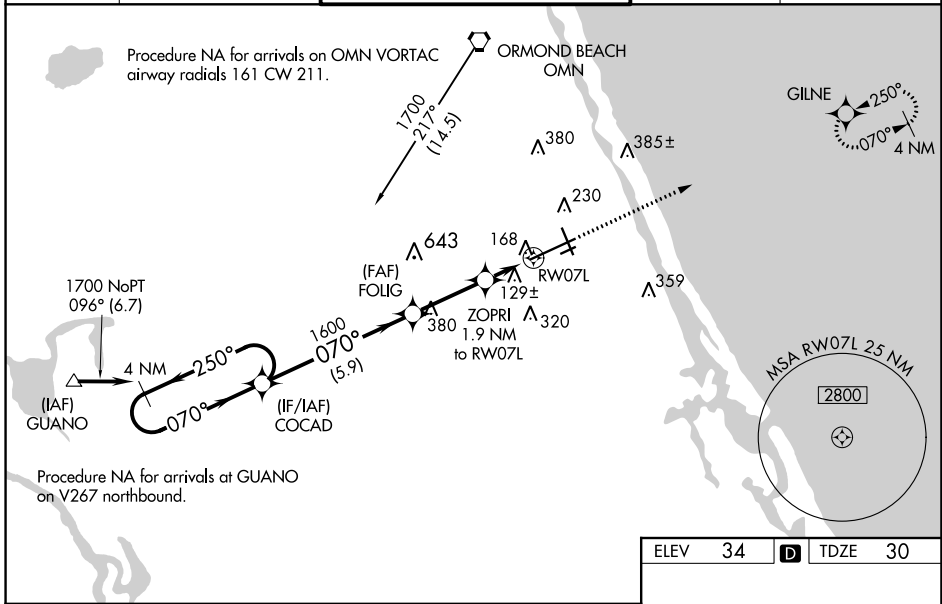 Procedure NA for arrivals on OMN VORTAC
airway radials 161 CW 211.
ORMOND BEACH
OMN
1700
217°
(14.5)
GILNE
250°
070°
4 NM
380
385±
230
643
168
RW07L
(FAF)
FOLIG
129±
359
380
ZOPRI
1.9 NM
to RW07L
320
1700 NoPT
096° (6.7)
1600
070°
(5.9)
4 NM
250°
070°
(IAF)
GUANO
(IF/IAF)
COCAD
MSA RW07L 25 NM
2800
Procedure NA for arrivals at GUANO
on V267 northbound.
ELEV 34 D TDZE 30